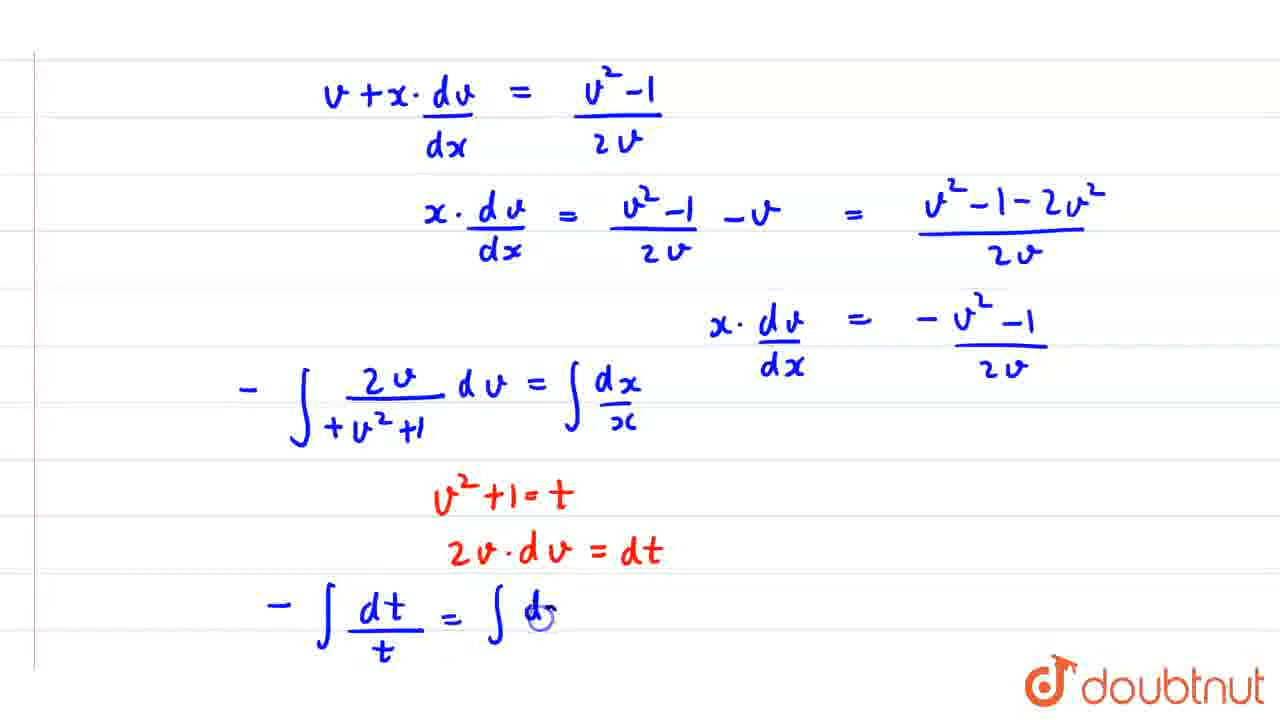 v + x · dv/dx = v² - 1 / 2v
x · dv/dx = v² - 1 / 2v - v = v² - 1 - 2v² / 2v
x · dv/dx = - v² - 1 / 2v
- ∫ 2v / + v² + 1 dv = ∫ dx/x
v² + 1 = t
2v · dv = dt
- ∫ dt/t = ∫ d
doubtnut